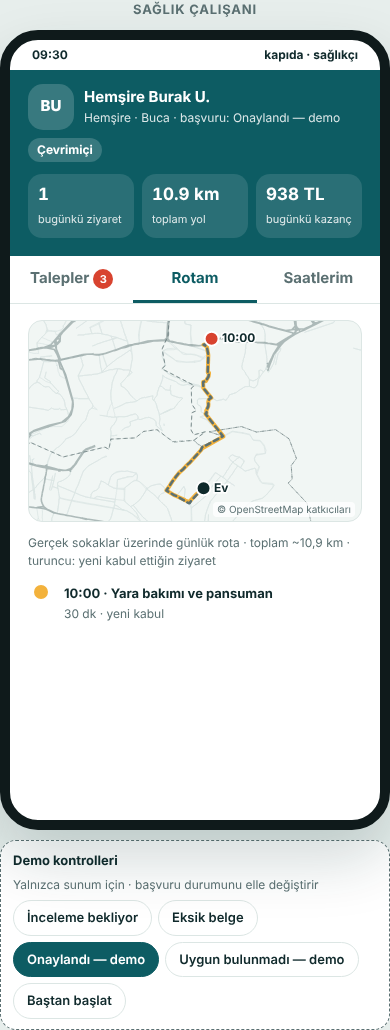 SAĞLIK ÇALIŞANI
09:30
kapıda · sağlıkçı
BU
Hemşire Burak U.
Hemşire · Buca · başvuru: Onaylandı — demo
Çevrimiçi
1
bugünkü ziyaret
10.9 km
toplam yol
938 TL
bugünkü kazanç
Talepler 3
Rotam
Saatlerim
10:00
Ev
© OpenStreetMap katkıcıları
Gerçek sokaklar üzerinde günlük rota · toplam ~10,9 km ·
turuncu: yeni kabul ettiğin ziyaret
10:00 · Yara bakımı ve pansuman
30 dk · yeni kabul
Demo kontrolleri
Yalnızca sunum için · başvuru durumunu elle değiştir
İnceleme bekliyor
Eksik belge
Onaylandı — demo
Uygun bulunmadı — demo
Baştan başlat